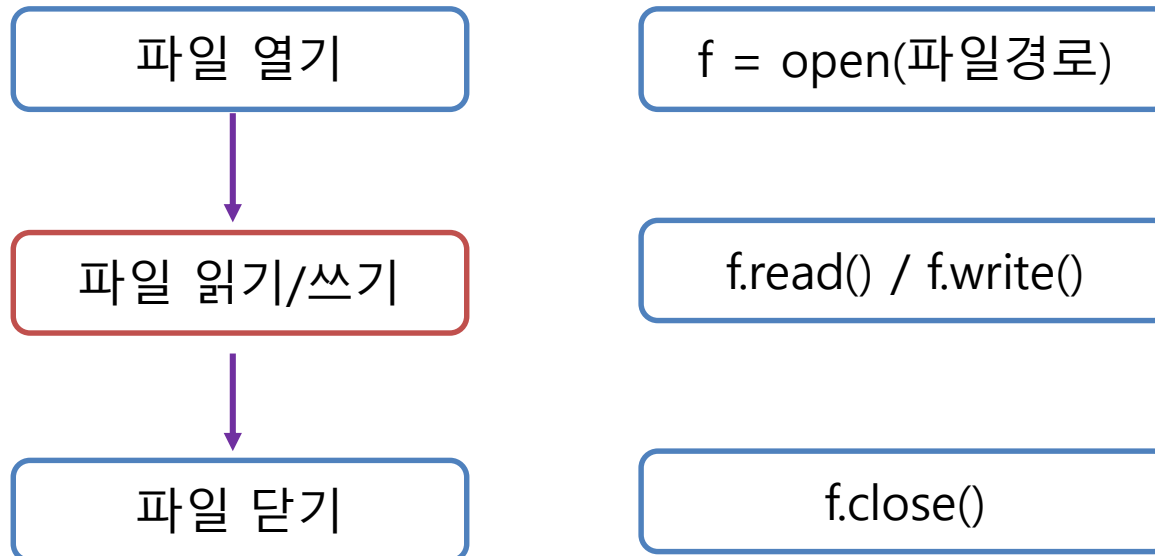 파일 열기
f = open(파일경로)
파일 읽기/쓰기
f.read() / f.write()
파일 닫기
f.close()